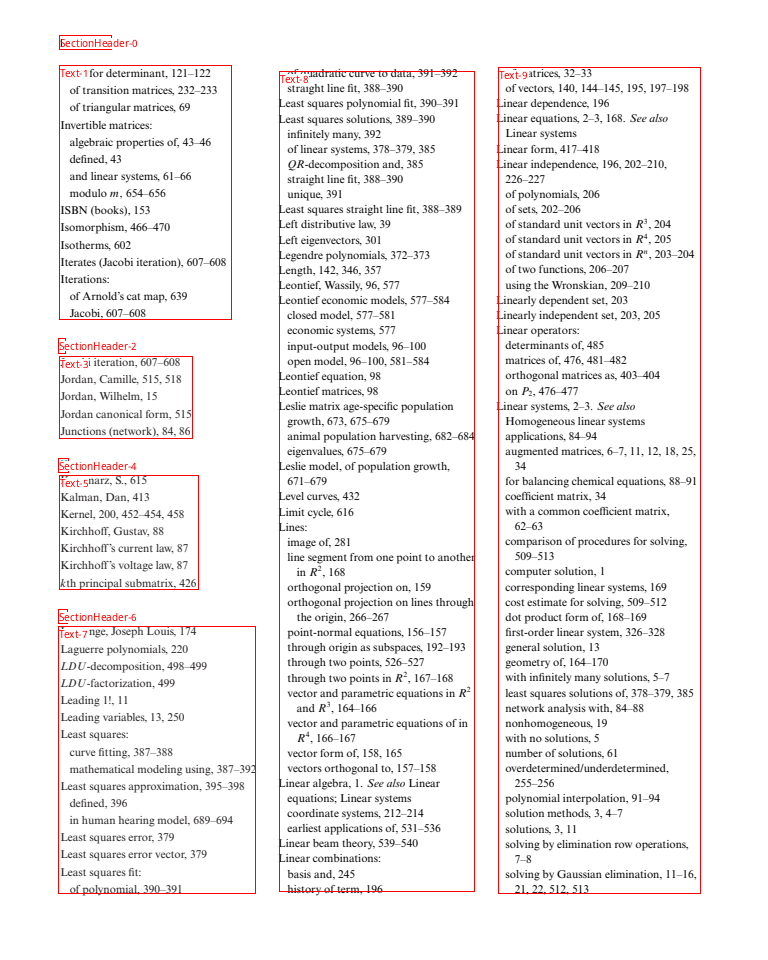 SectionHeader-0
Text-1 for determinant, 121–122
of transition matrices, 232–233
of triangular matrices, 69
Invertible matrices:
algebraic properties of, 43–46
defined, 43
and linear systems, 61–66
modulo m, 654–656
ISBN (books), 153
Isomorphism, 466–470
Isotherms, 602
Iterates (Jacobi iteration), 607–608
Iterations:
of Arnold's cat map, 639
Jacobi, 607–608
SectionHeader-2
Text-3 iteration, 607–608
Jordan, Camille, 515, 518
Jordan, Wilhelm, 15
Jordan canonical form, 515
Junctions (network), 84, 86
SectionHeader-4
Text-5 narz, S., 615
Kalman, Dan, 413
Kernel, 200, 452–454, 458
Kirchhoff, Gustav, 88
Kirchhoff's current law, 87
Kirchhoff's voltage law, 87
kth principal submatrix, 426
SectionHeader-6
Text-7 nge, Joseph Louis, 174
Laguerre polynomials, 220
LDU-decomposition, 498–499
LDU-factorization, 499
Leading 1!, 11
Leading variables, 13, 250
Least squares:
curve fitting, 387–388
mathematical modeling using, 387–392
Least squares approximation, 395–398
defined, 396
in human hearing model, 689–694
Least squares error, 379
Least squares error vector, 379
Least squares fit:
of polynomial, 390–391
of quadratic curve to data, 391–392
Text-8
straight line fit, 388–390
Least squares polynomial fit, 390–391
Least squares solutions, 389–390
infinitely many, 392
of linear systems, 378–379, 385
QR-decomposition and, 385
straight line fit, 388–390
unique, 391
Least squares straight line fit, 388–389
Left distributive law, 39
Left eigenvectors, 301
Legendre polynomials, 372–373
Length, 142, 346, 357
Leontief, Wassily, 96, 577
Leontief economic models, 577–584
closed model, 577–581
economic systems, 577
input-output models, 96–100
open model, 96–100, 581–584
Leontief equation, 98
Leontief matrices, 98
Leslie matrix age-specific population
growth, 673, 675–679
animal population harvesting, 682–684
eigenvalues, 675–679
Leslie model, of population growth,
671–679
Level curves, 432
Limit cycle, 616
Lines:
image of, 281
line segment from one point to another
in R², 168
orthogonal projection on, 159
orthogonal projection on lines through
the origin, 266–267
point-normal equations, 156–157
through origin as subspaces, 192–193
through two points, 526–527
through two points in R², 167–168
vector and parametric equations in R²
and R³, 164–166
vector and parametric equations of in
R⁴, 166–167
vector form of, 158, 165
vectors orthogonal to, 157–158
Linear algebra, 1. See also Linear
equations; Linear systems
coordinate systems, 212–214
earliest applications of, 531–536
Linear beam theory, 539–540
Linear combinations:
basis and, 245
history of term, 196
Text-9 atrices, 32–33
of vectors, 140, 144–145, 195, 197–198
Linear dependence, 196
Linear equations, 2–3, 168. See also
Linear systems
Linear form, 417–418
Linear independence, 196, 202–210,
226–227
of polynomials, 206
of sets, 202–206
of standard unit vectors in R³, 204
of standard unit vectors in R⁴, 205
of standard unit vectors in Rⁿ, 203–204
of two functions, 206–207
using the Wronskian, 209–210
Linearly dependent set, 203
Linearly independent set, 203, 205
Linear operators:
determinants of, 485
matrices of, 476, 481–482
orthogonal matrices as, 403–404
on P₂, 476–477
Linear systems, 2–3. See also
Homogeneous linear systems
applications, 84–94
augmented matrices, 6–7, 11, 12, 18, 25,
34
for balancing chemical equations, 88–91
coefficient matrix, 34
with a common coefficient matrix,
62–63
comparison of procedures for solving,
509–513
computer solution, 1
corresponding linear systems, 169
cost estimate for solving, 509–512
dot product form of, 168–169
first-order linear system, 326–328
general solution, 13
geometry of, 164–170
with infinitely many solutions, 5–7
least squares solutions of, 378–379, 385
network analysis with, 84–88
nonhomogeneous, 19
with no solutions, 5
number of solutions, 61
overdetermined/underdetermined,
255–256
polynomial interpolation, 91–94
solution methods, 3, 4–7
solutions, 3, 11
solving by elimination row operations,
7–8
solving by Gaussian elimination, 11–16,
21, 22, 512, 513